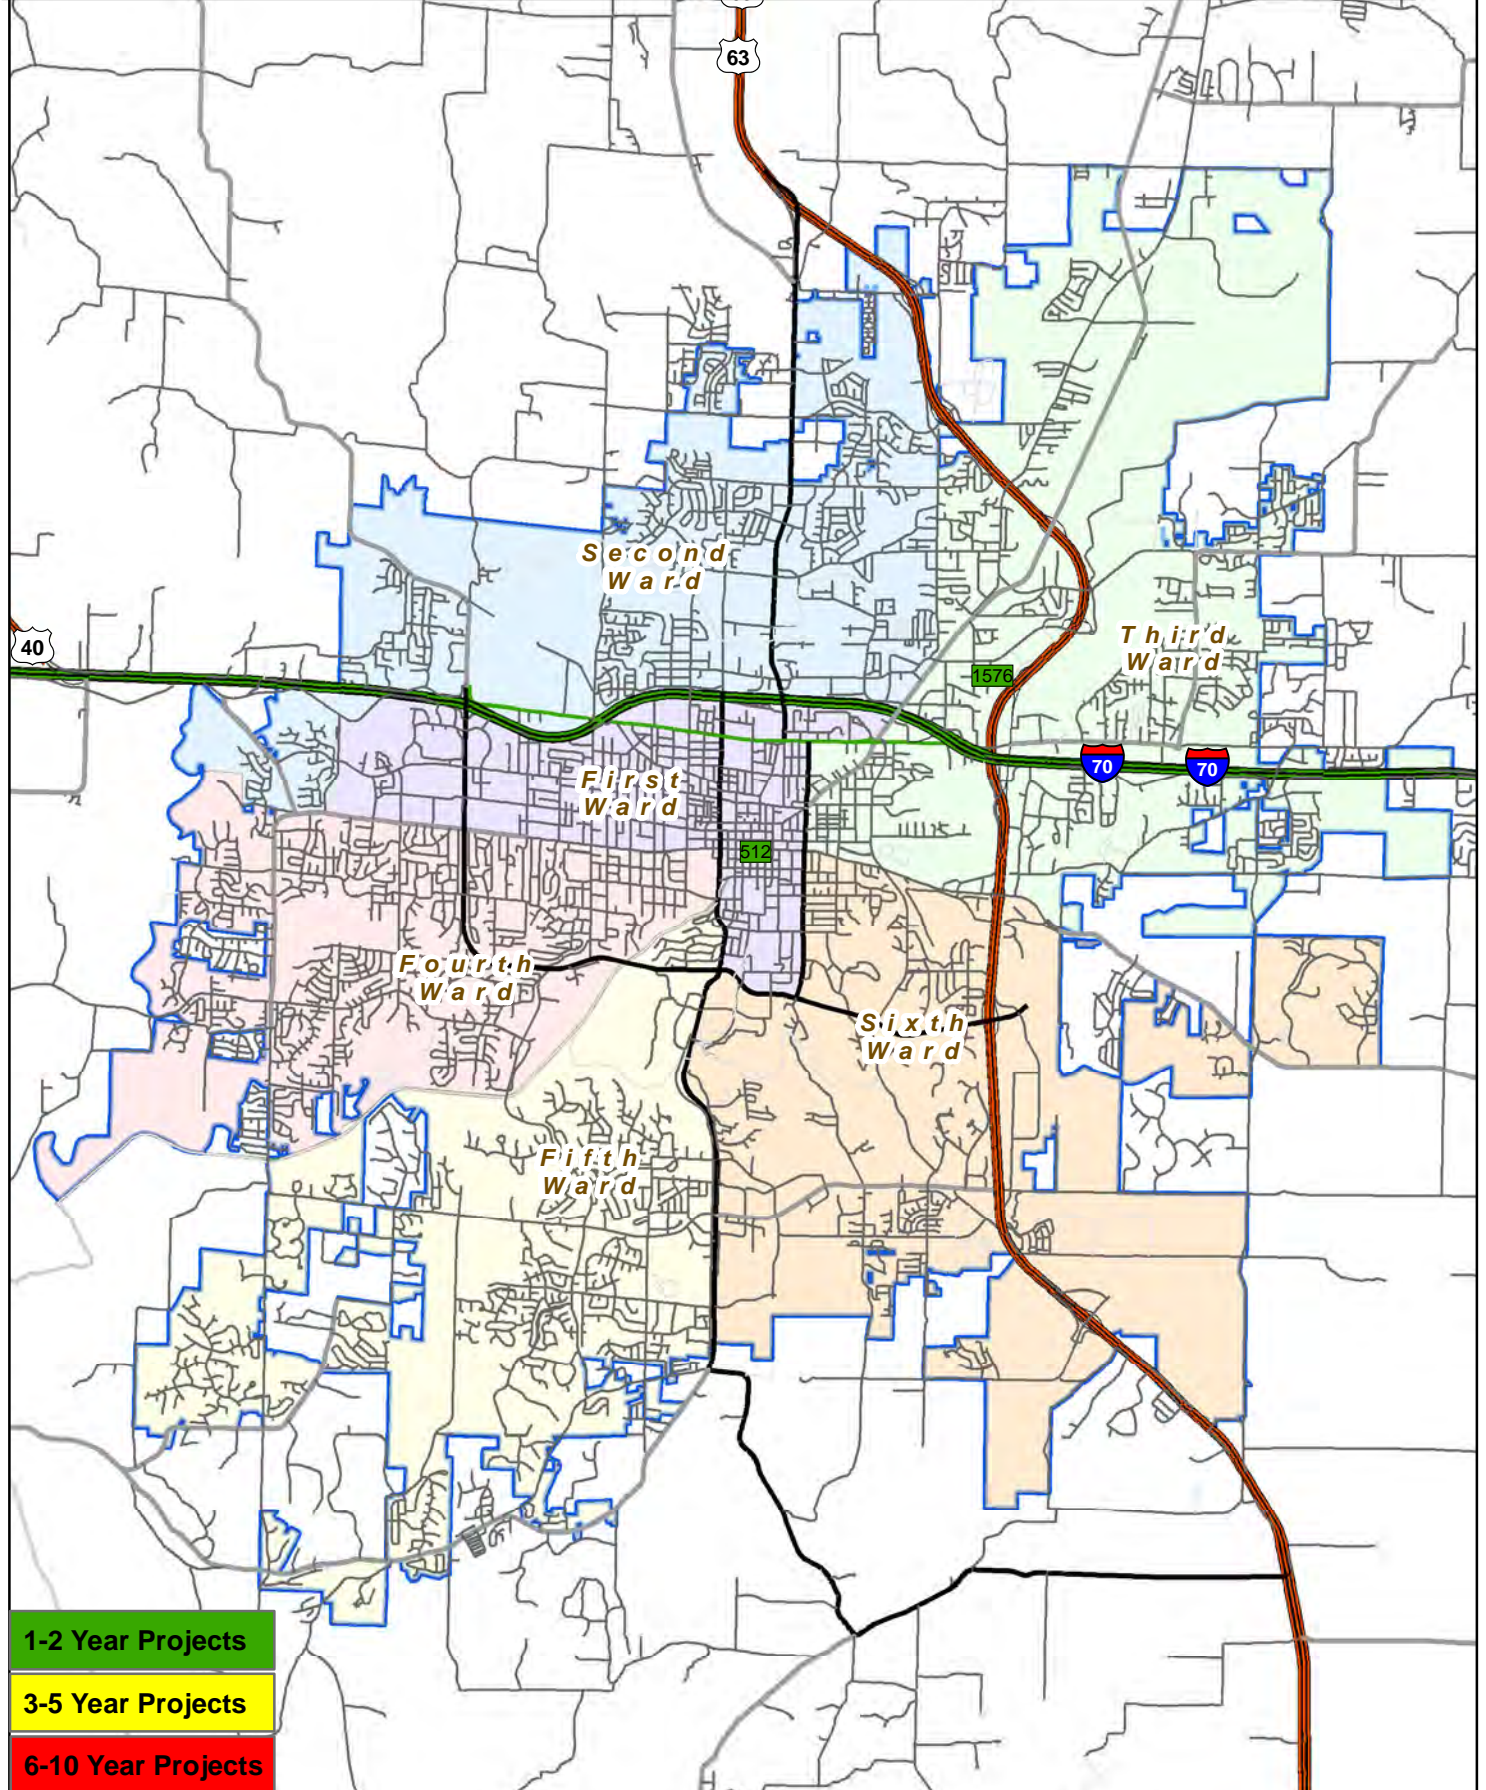 63
40
Second
Ward
Third
Ward
1576
70
70
First
Ward
512
Fourth
Ward
Sixth
Ward
Fifth
Ward
1-2 Year Projects
3-5 Year Projects
6-10 Year Projects